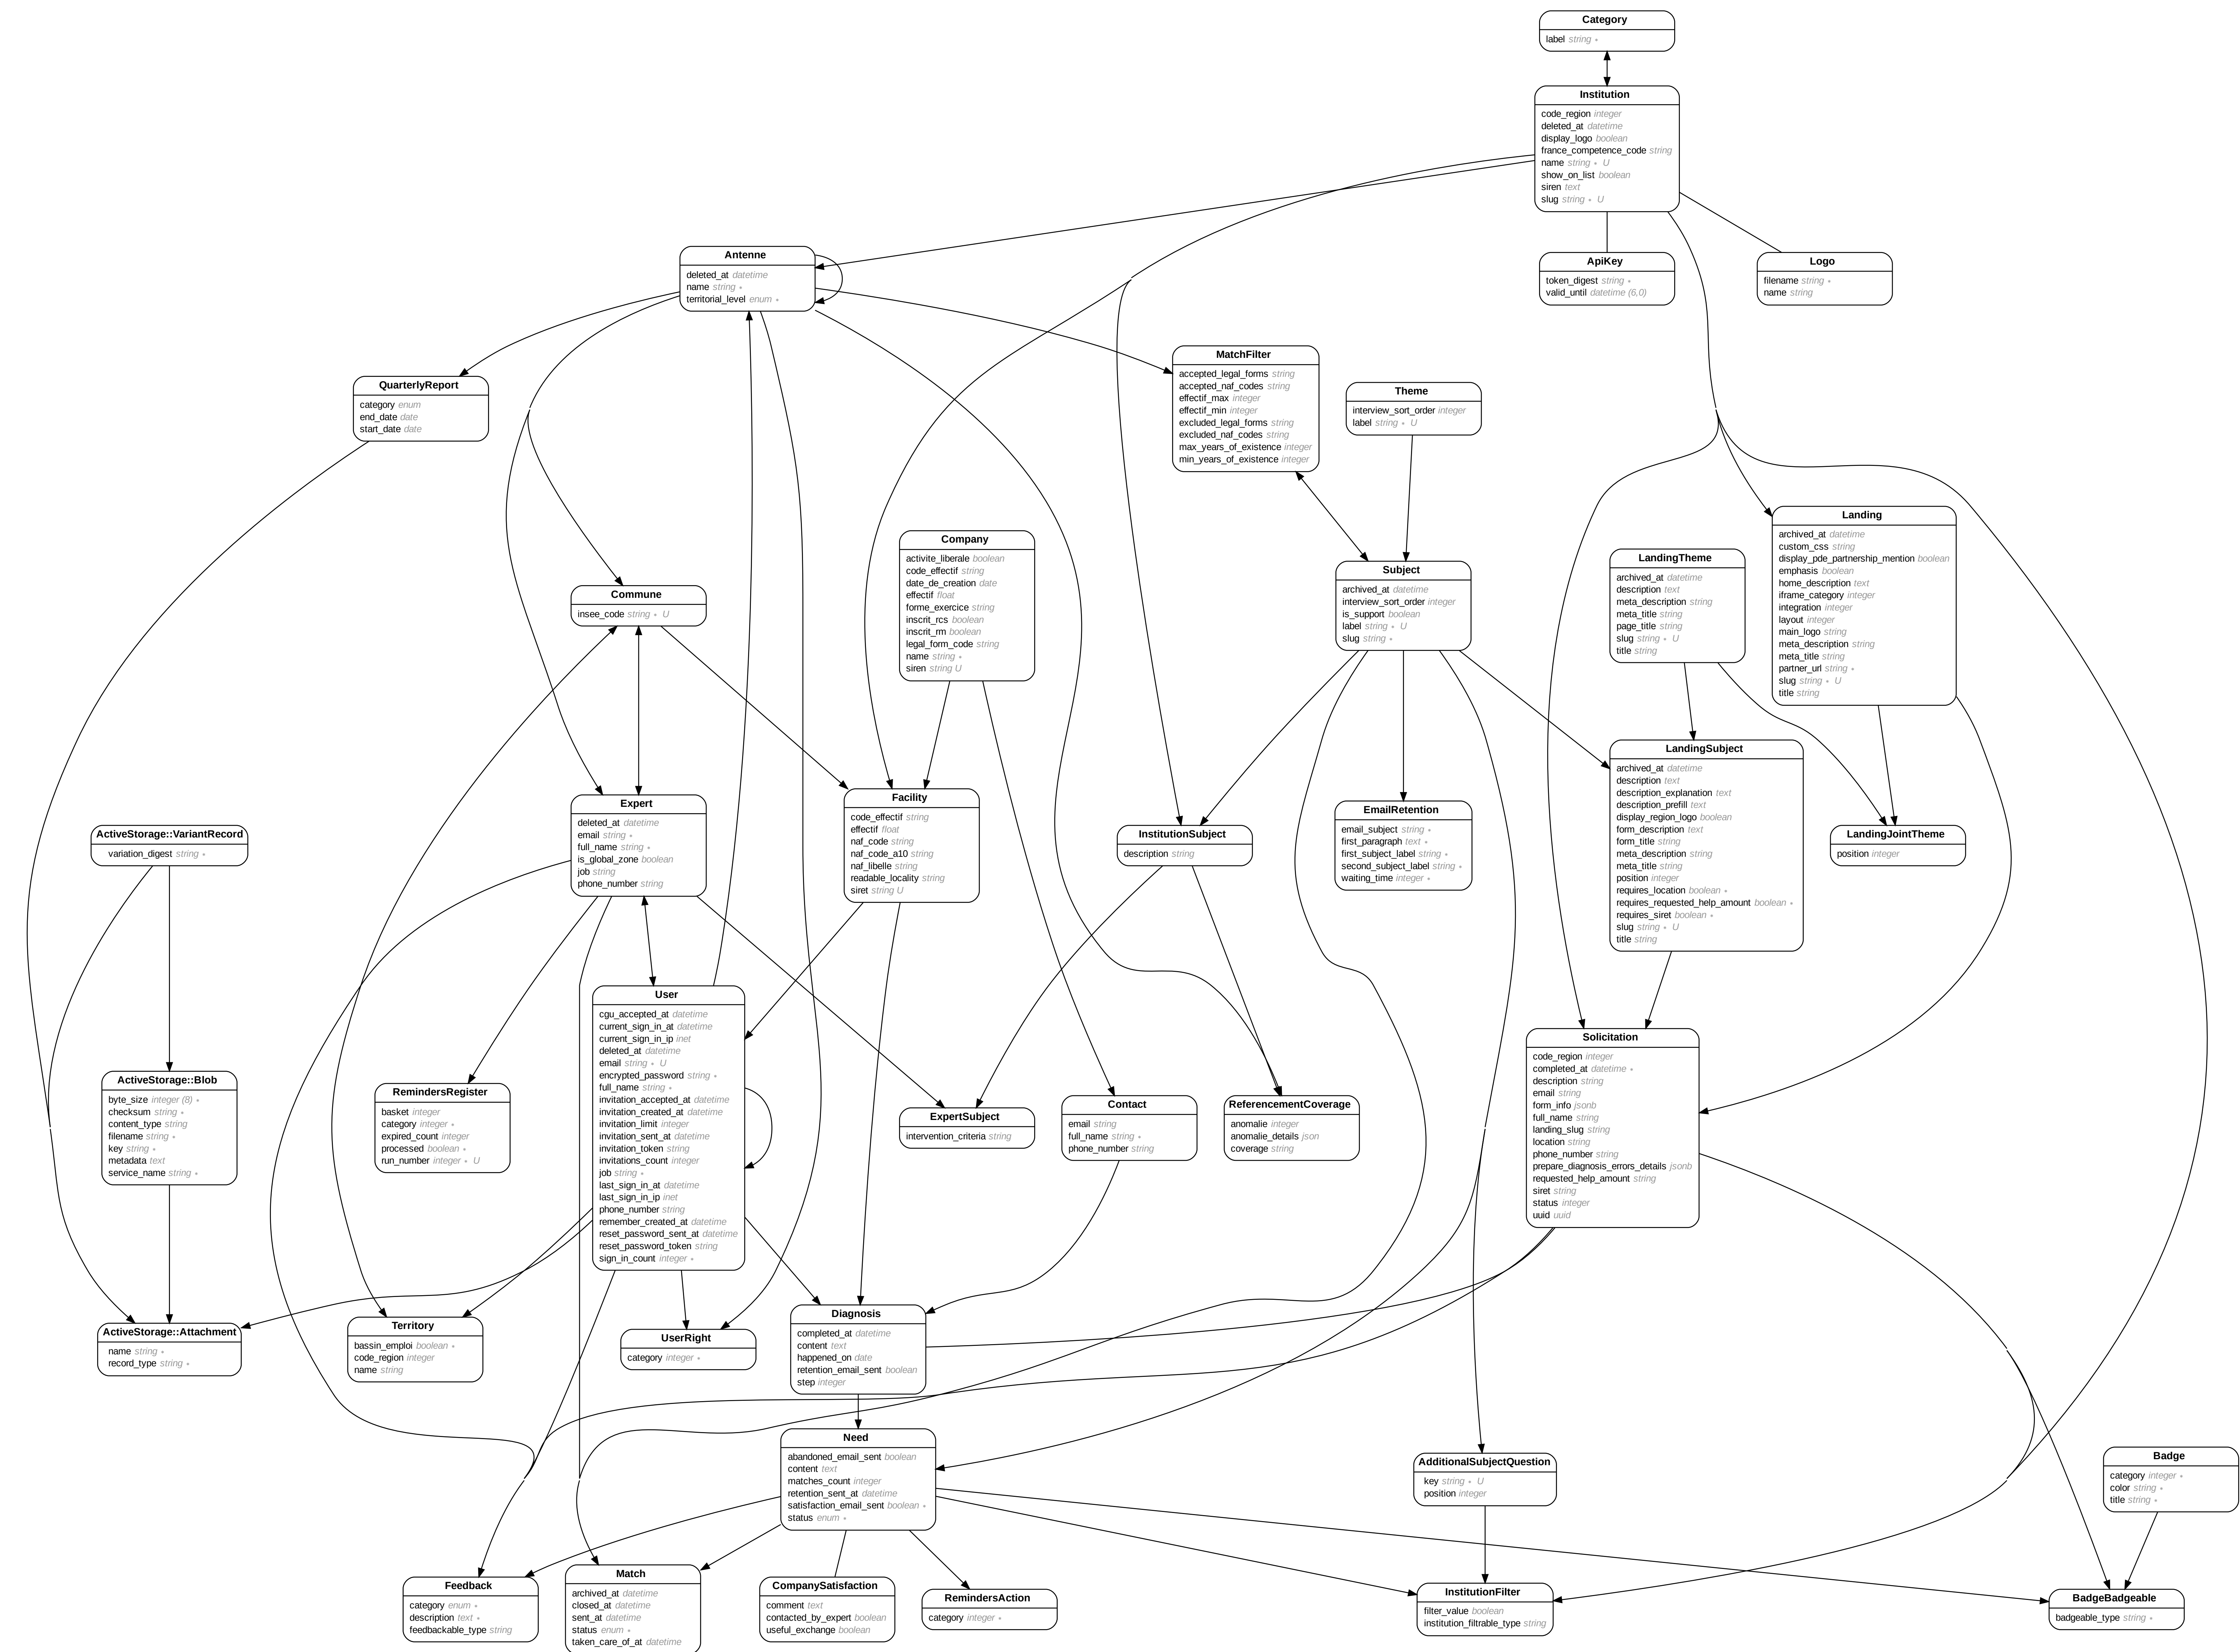 Category
label string ∗
Institution
code_region integer
deleted_at datetime
display_logo boolean
france_competence_code string
name string ∗ U
show_on_list boolean
siren text
slug string ∗ U
Antenne
deleted_at datetime
name string ∗
territorial_level enum ∗
ApiKey
token_digest string ∗
valid_until datetime (6,0)
Logo
filename string ∗
name string
QuarterlyReport
category enum
end_date date
start_date date
MatchFilter
accepted_legal_forms string
accepted_naf_codes string
effectif_max integer
effectif_min integer
excluded_legal_forms string
excluded_naf_codes string
max_years_of_existence integer
min_years_of_existence integer
Theme
interview_sort_order integer
label string ∗ U
Company
activite_liberale boolean
code_effectif string
date_de_creation date
effectif float
forme_exercice string
inscrit_rcs boolean
inscrit_rm boolean
legal_form_code string
name string ∗
siren string U
Commune
insee_code string ∗ U
Subject
archived_at datetime
interview_sort_order integer
is_support boolean
label string ∗ U
slug string ∗
LandingTheme
archived_at datetime
description text
meta_description string
meta_title string
page_title string
slug string ∗ U
title string
Landing
archived_at datetime
custom_css string
display_pde_partnership_mention boolean
emphasis boolean
home_description text
iframe_category integer
integration integer
layout integer
main_logo string
meta_description string
meta_title string
partner_url string ∗
slug string ∗ U
title string
LandingSubject
archived_at datetime
description text
description_explanation text
description_prefill text
display_region_logo boolean
form_description text
form_title string
meta_description string
meta_title string
position integer
requires_location boolean ∗
requires_requested_help_amount boolean ∗
requires_siret boolean ∗
slug string ∗ U
title string
Expert
deleted_at datetime
email string ∗
full_name string ∗
is_global_zone boolean
job string
phone_number string
Facility
code_effectif string
effectif float
naf_code string
naf_code_a10 string
naf_libelle string
readable_locality string
siret string U
EmailRetention
email_subject string ∗
first_paragraph text ∗
first_subject_label string ∗
second_subject_label string ∗
waiting_time integer ∗
InstitutionSubject
description string
LandingJointTheme
position integer
ActiveStorage::VariantRecord
variation_digest string ∗
User
cgu_accepted_at datetime
current_sign_in_at datetime
current_sign_in_ip inet
deleted_at datetime
email string ∗ U
encrypted_password string ∗
full_name string ∗
invitation_accepted_at datetime
invitation_created_at datetime
invitation_limit integer
invitation_sent_at datetime
invitation_token string
invitations_count integer
job string ∗
last_sign_in_at datetime
last_sign_in_ip inet
phone_number string
remember_created_at datetime
reset_password_sent_at datetime
reset_password_token string
sign_in_count integer ∗
Solicitation
code_region integer
completed_at datetime ∗
description string
email string
form_info jsonb
full_name string
landing_slug string
location string
phone_number string
prepare_diagnosis_errors_details jsonb
requested_help_amount string
siret string
status integer
uuid uuid
ActiveStorage::Blob
byte_size integer (8) ∗
checksum string ∗
content_type string
filename string ∗
key string ∗
metadata text
service_name string ∗
RemindersRegister
basket integer
category integer ∗
expired_count integer
processed boolean ∗
run_number integer ∗ U
ExpertSubject
intervention_criteria string
Contact
email string
full_name string ∗
phone_number string
ReferencementCoverage
anomalie integer
anomalie_details json
coverage string
ActiveStorage::Attachment
name string ∗
record_type string ∗
Territory
bassin_emploi boolean ∗
code_region integer
name string
UserRight
category integer ∗
Diagnosis
completed_at datetime
content text
happened_on date
retention_email_sent boolean
step integer
Need
abandoned_email_sent boolean
content text
matches_count integer
retention_sent_at datetime
satisfaction_email_sent boolean ∗
status enum ∗
AdditionalSubjectQuestion
key string ∗ U
position integer
Badge
category integer ∗
color string ∗
title string ∗
Feedback
category enum ∗
description text ∗
feedbackable_type string
Match
archived_at datetime
closed_at datetime
sent_at datetime
status enum ∗
taken_care_of_at datetime
CompanySatisfaction
comment text
contacted_by_expert boolean
useful_exchange boolean
RemindersAction
category integer ∗
InstitutionFilter
filter_value boolean
institution_filtrable_type string
BadgeBadgeable
badgeable_type string ∗